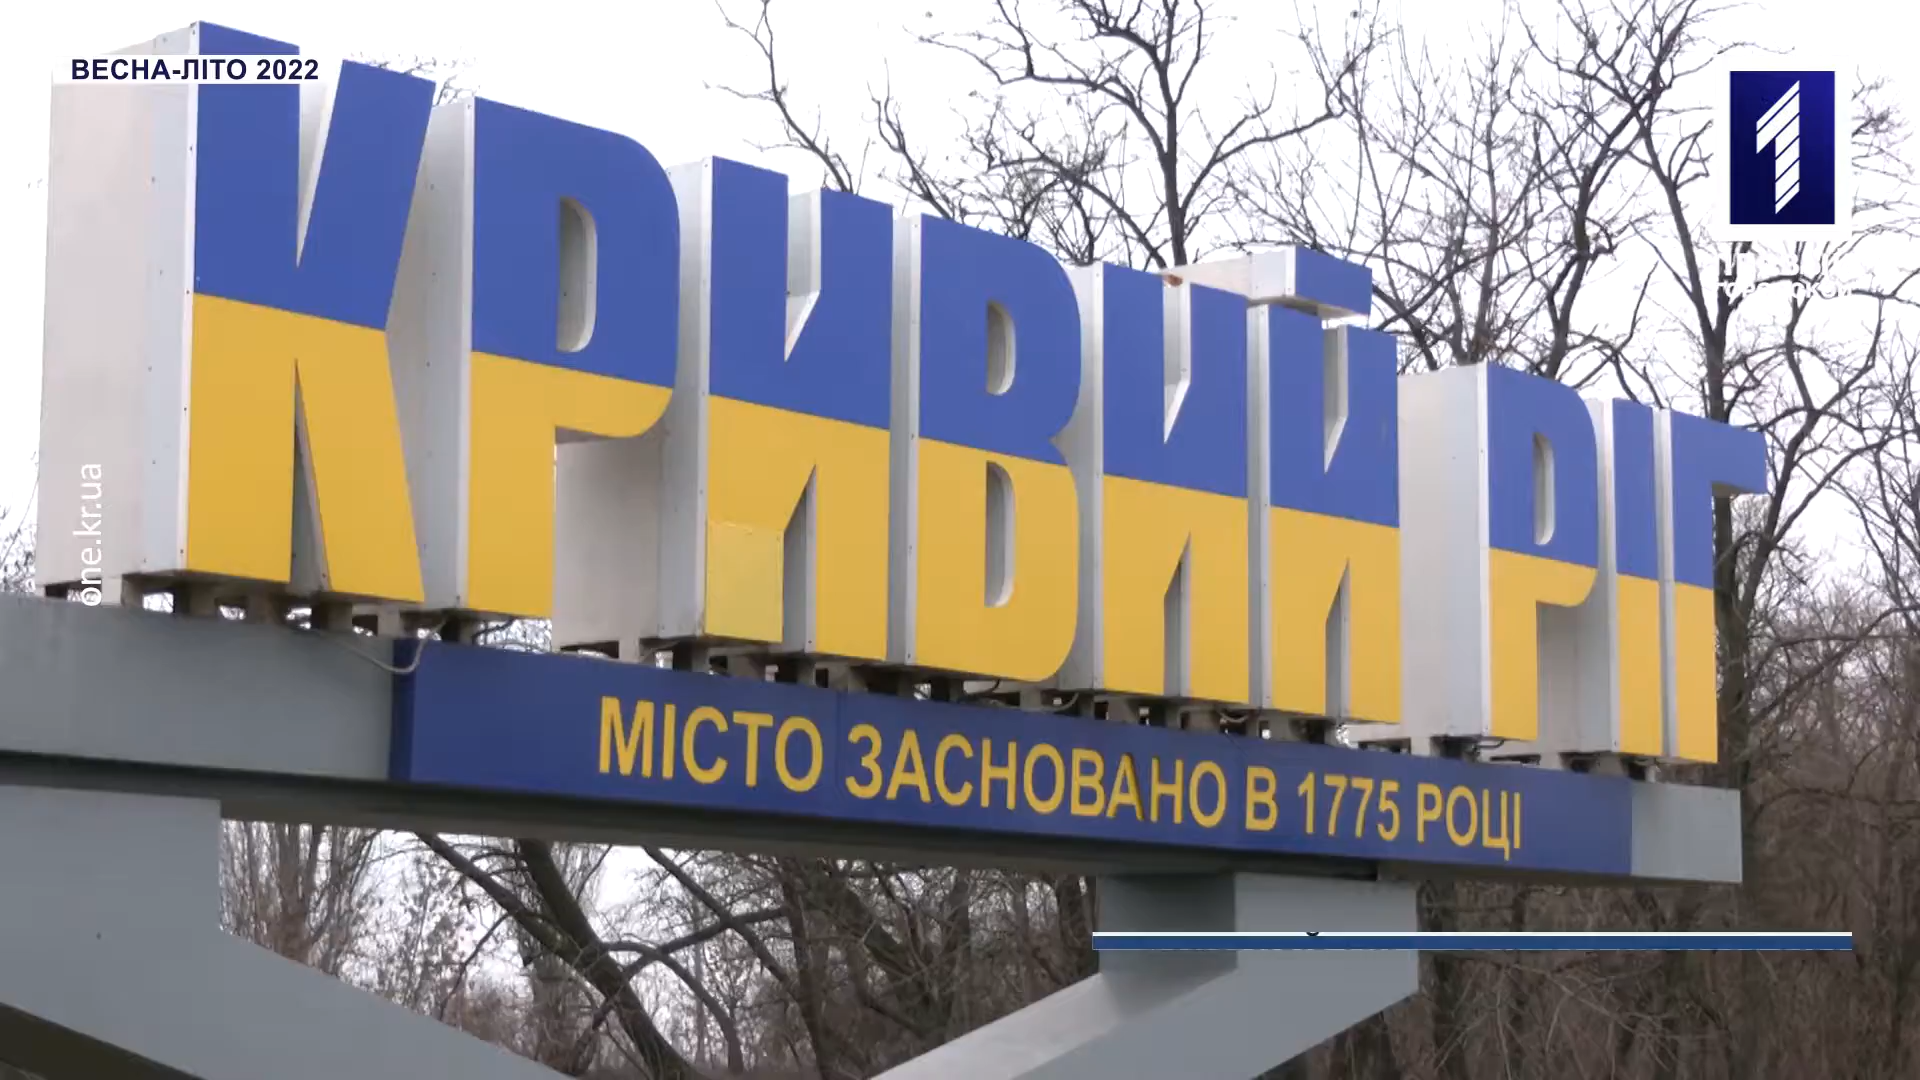 ВЕСНА-ЛІТО 2022
КРИВИЙ РІГ
one.kr.ua
МІСТО ЗАСНОВАНО В 1775 РОЦІ